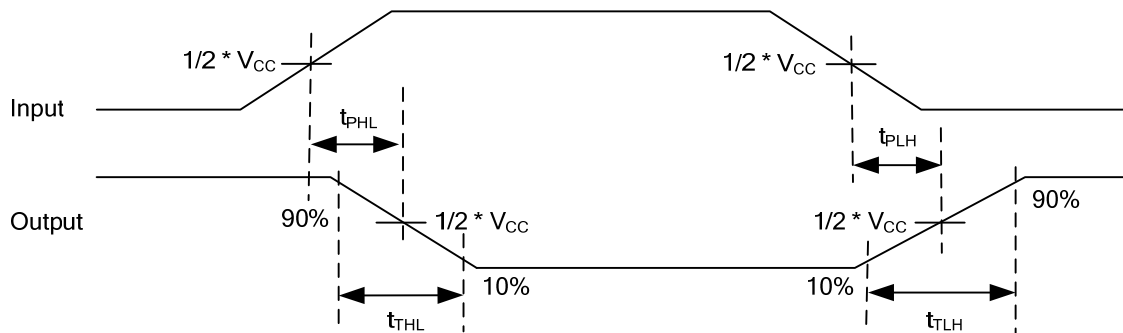 1/2 * VCC
1/2 * VCC
Input
tPHL
tPLH
Output
90%
1/2 * VCC
1/2 * VCC
90%
10%
10%
tTHL
tTLH